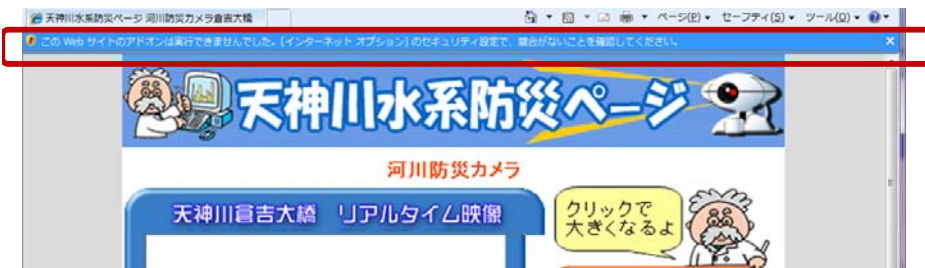 天神川水系防災ページ 河川防災カメラ倉吉大橋
ページ(P) セーフティ(S) ツール(O)
この Web サイトのアドオンは実行できませんでした。[インターネット オプション] のセキュリティ設定で、競合がないことを確認してください。
天神川水系防災ページ
河川防災カメラ
天神川倉吉大橋 リアルタイム映像
クリックで
大きくなるよ